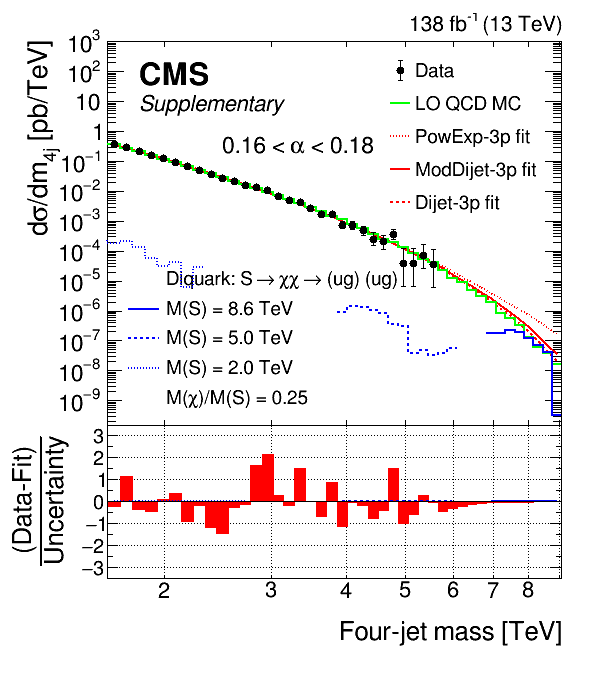 138 fb⁻¹ (13 TeV)
CMS
Supplementary
0.16 < α < 0.18
Data
LO QCD MC
PowExp-3p fit
ModDijet-3p fit
Dijet-3p fit
dσ/dm₄ⱼ [pb/TeV]
10³
10²
10
1
10⁻¹
10⁻²
10⁻³
10⁻⁴
10⁻⁵
10⁻⁶
10⁻⁷
10⁻⁸
10⁻⁹
Diquark: S → χχ → (ug) (ug)
M(S) = 8.6 TeV
M(S) = 5.0 TeV
M(S) = 2.0 TeV
M(χ)/M(S) = 0.25
(Data-Fit)
Uncertainty
3
2
1
0
−1
−2
−3
2 3 4 5 6 7 8
Four-jet mass [TeV]